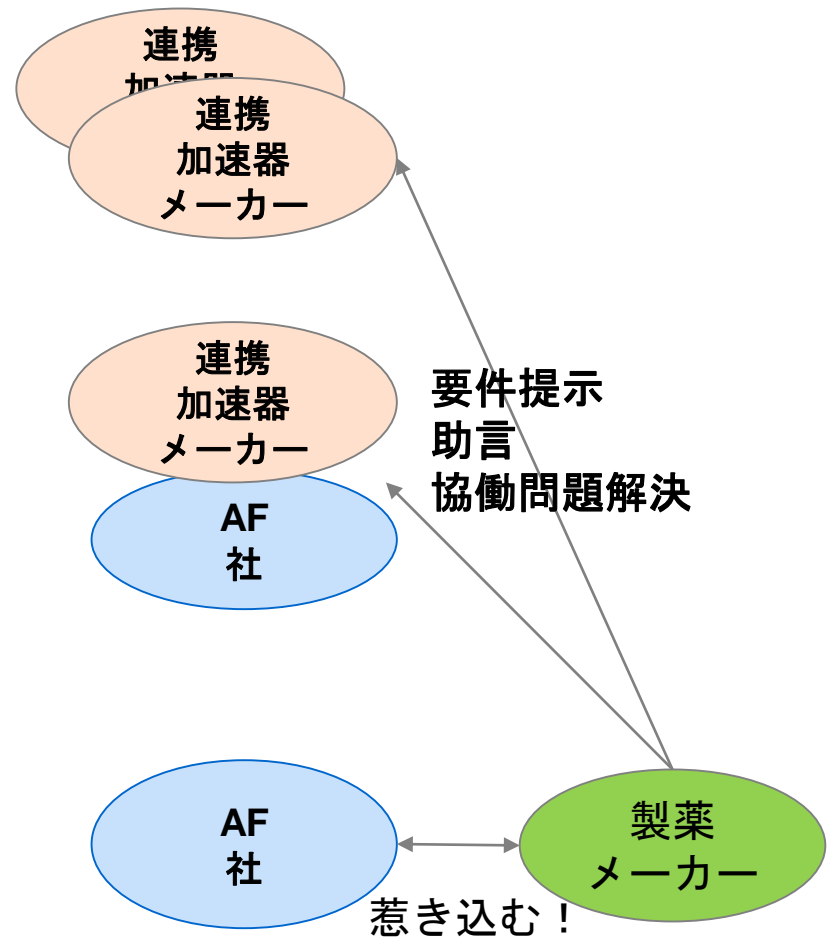 連携
連携
加速器
メーカー
連携
加速器
メーカー
要件提示
助言
協働問題解決
AF
社
AF
社
製薬
メーカー
惹き込む！